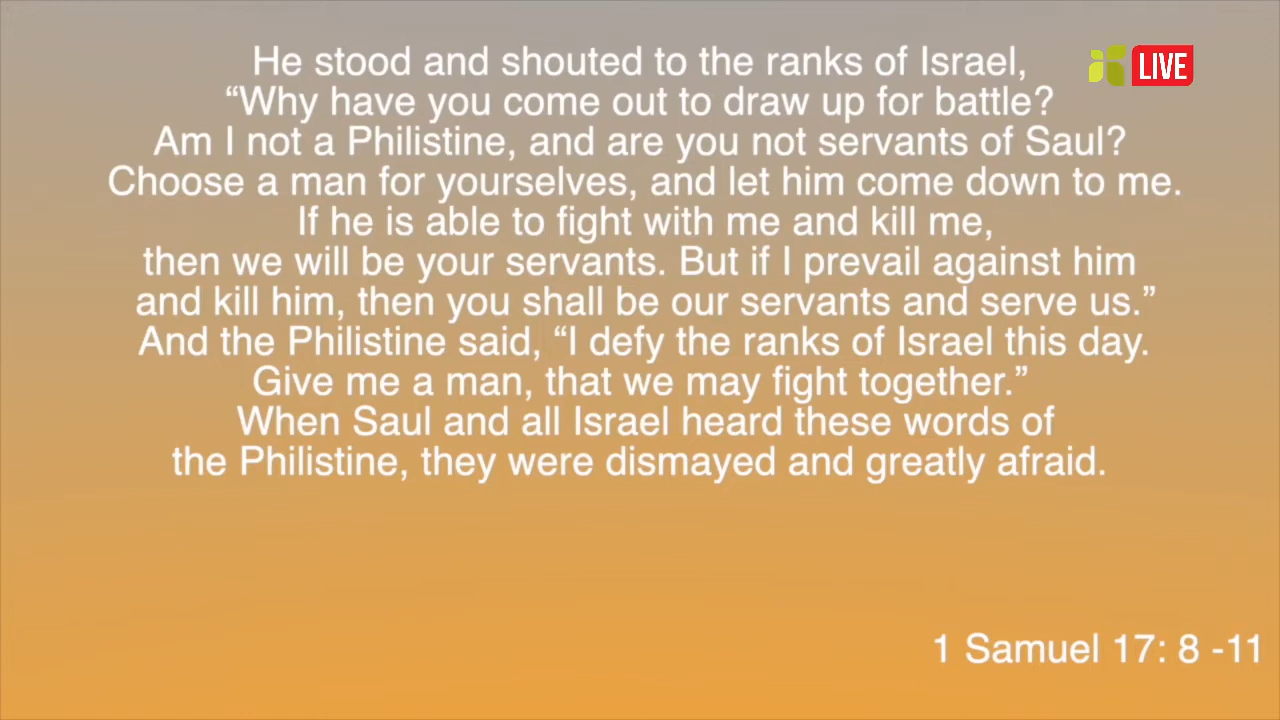 He stood and shouted to the ranks of Israel,
LIVE
“Why have you come out to draw up for battle?
Am I not a Philistine, and are you not servants of Saul?
Choose a man for yourselves, and let him come down to me.
If he is able to fight with me and kill me,
then we will be your servants. But if I prevail against him
and kill him, then you shall be our servants and serve us.”
And the Philistine said, “I defy the ranks of Israel this day.
Give me a man, that we may fight together.”
When Saul and all Israel heard these words of
the Philistine, they were dismayed and greatly afraid.
1 Samuel 17: 8 -11